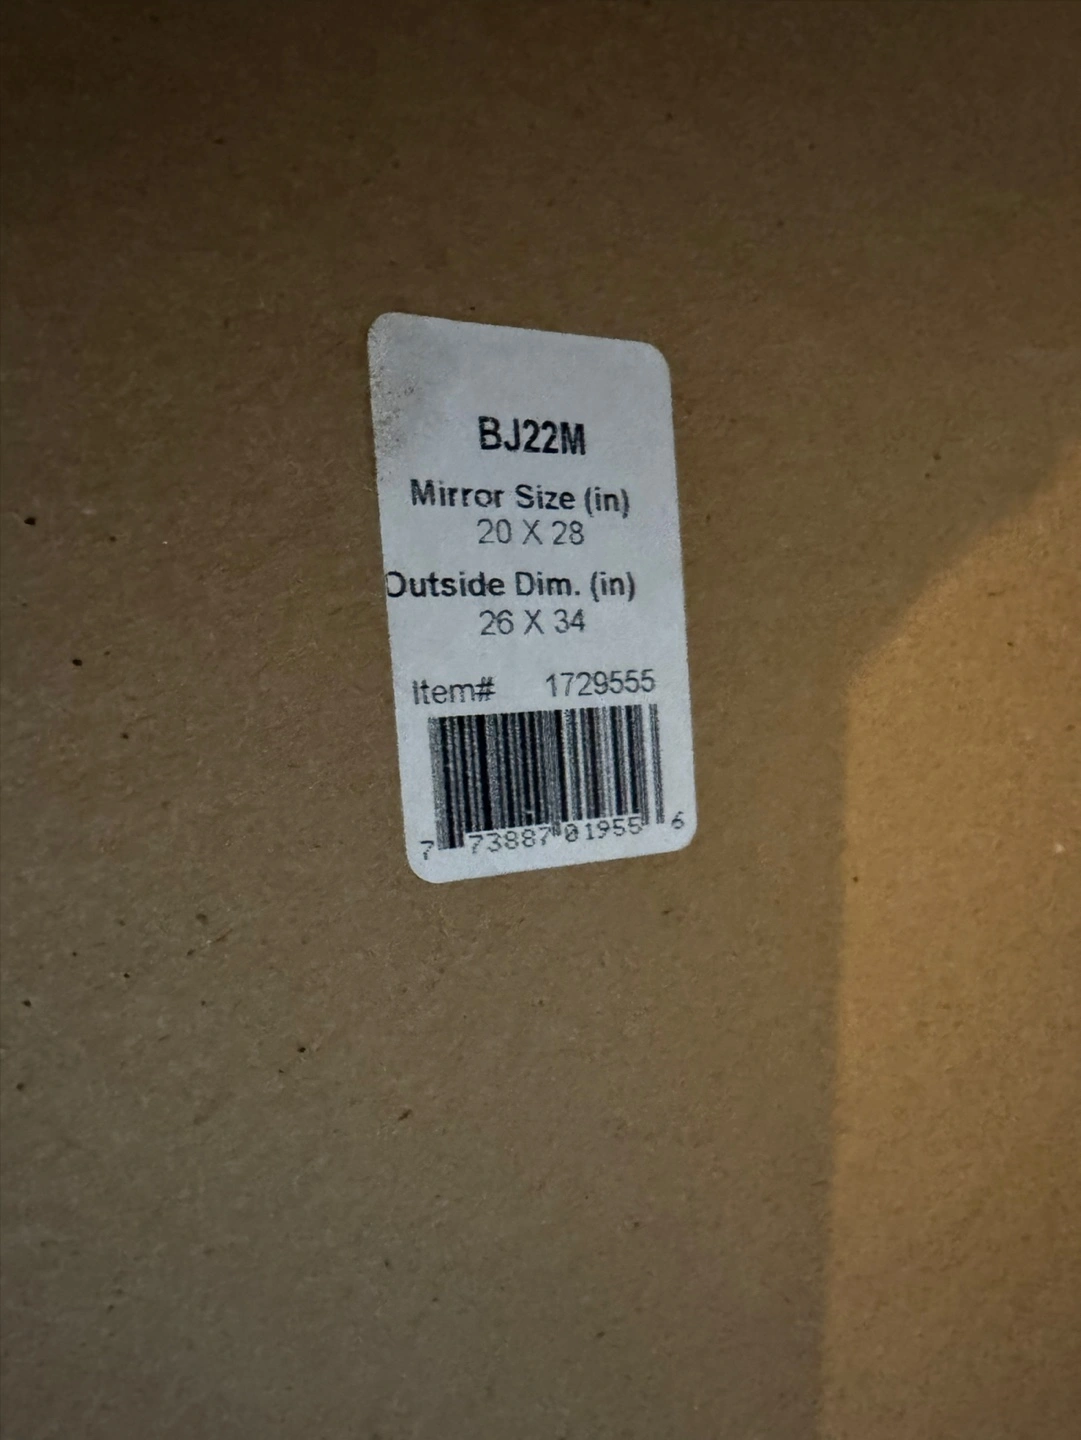 BJ22M
Mirror Size (in)
20 X 28
Outside Dim. (in)
26 X 34
Item# 1729555
7 73887 01955 6